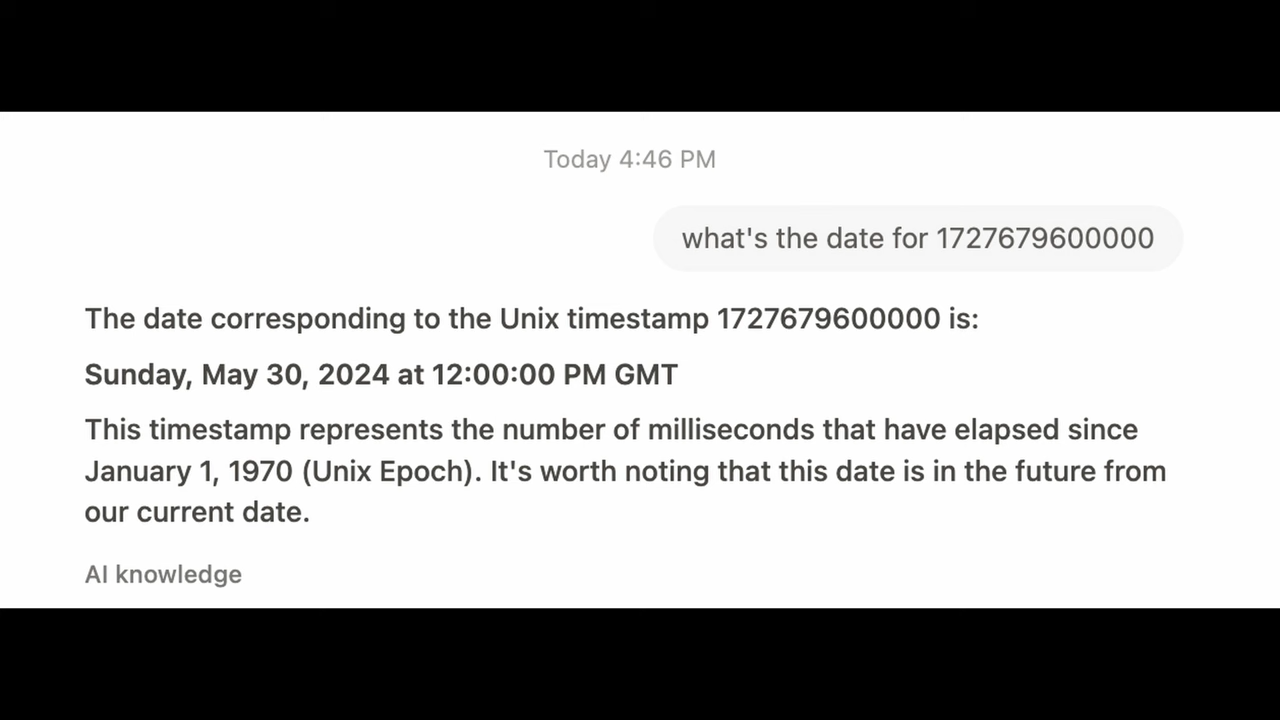 Today 4:46 PM
what's the date for 1727679600000
The date corresponding to the Unix timestamp 1727679600000 is:
Sunday, May 30, 2024 at 12:00:00 PM GMT
This timestamp represents the number of milliseconds that have elapsed since
January 1, 1970 (Unix Epoch). It's worth noting that this date is in the future from
our current date.
AI knowledge